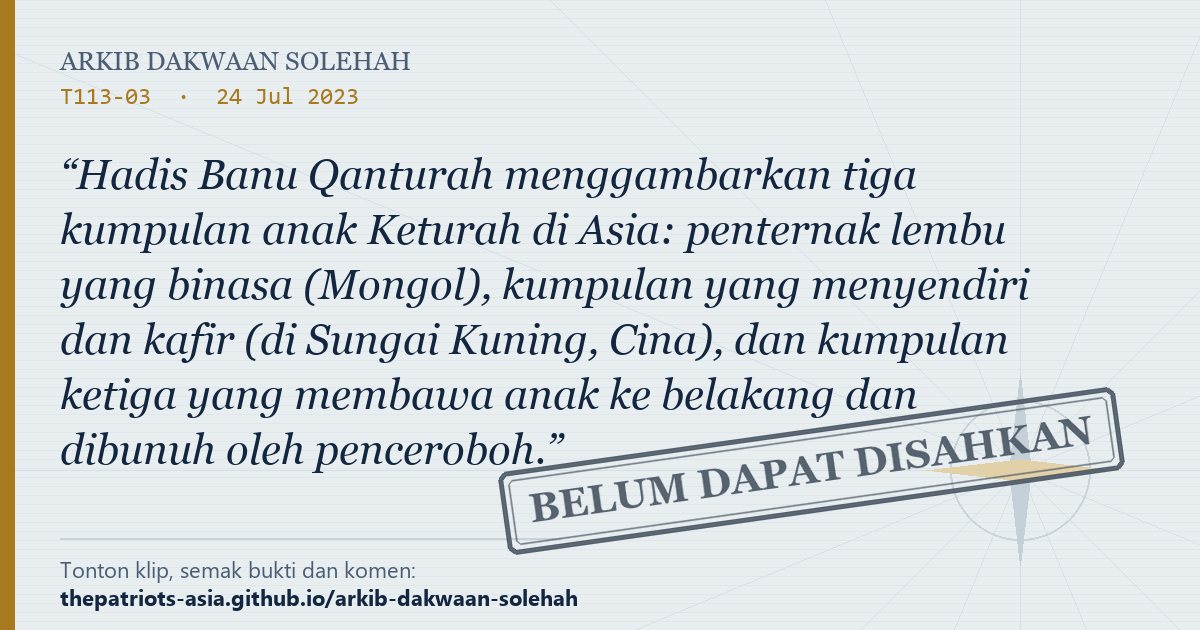 ARKIB DAKWAAN SOLEHAH
T113-03 · 24 Jul 2023
“Hadis Banu Qanturah menggambarkan tiga
kumpulan anak Keturah di Asia: penternak lembu
yang binasa (Mongol), kumpulan yang menyendiri
dan kafir (di Sungai Kuning, Cina), dan kumpulan
ketiga yang membawa anak ke belakang dan
dibunuh oleh penceroboh.”
BELUM DAPAT DISAHKAN
Tonton klip, semak bukti dan komen:
thepatriots-asia.github.io/arkib-dakwaan-solehah